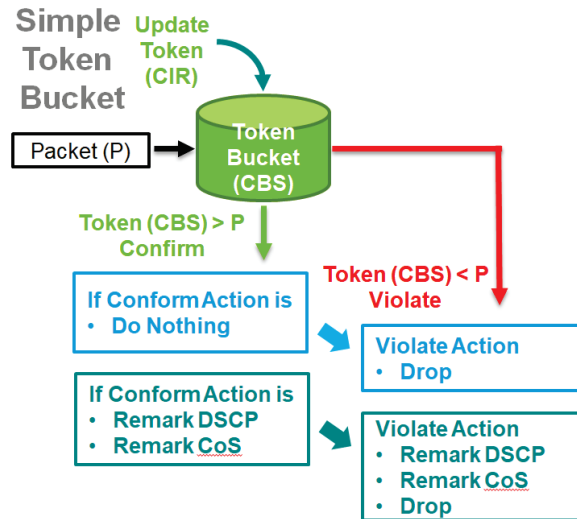 Simple
Token
Bucket
Update
Token
(CIR)
Packet (P)
Token
Bucket
(CBS)
Token (CBS) > P
Confirm
Token (CBS) < P
Violate
If Conform Action is
• Do Nothing
Violate Action
• Drop
If Conform Action is
• Remark DSCP
• Remark CoS
Violate Action
• Remark DSCP
• Remark CoS
• Drop